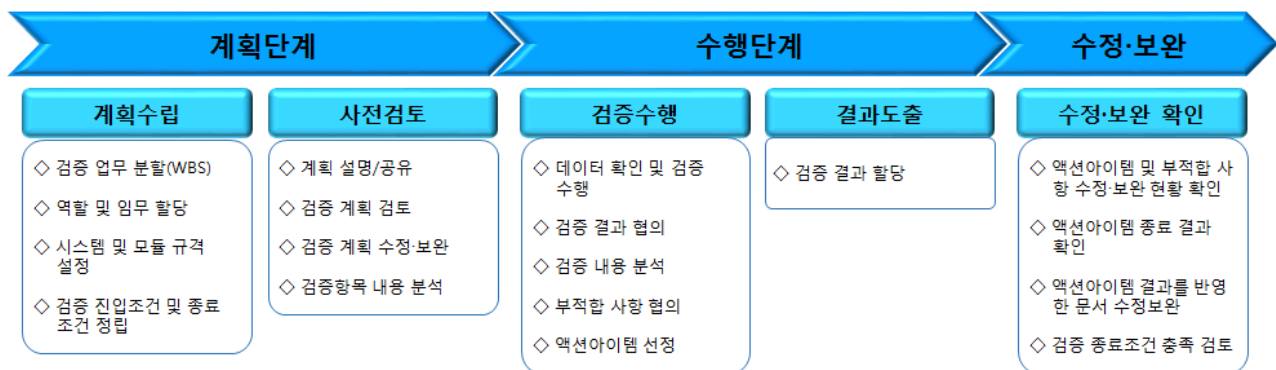 계획단계
수행단계
수정·보완
계획수립
◇ 검증 업무 분할(WBS)
◇ 역할 및 임무 할당
◇ 시스템 및 모듈 규격
설정
◇ 검증 진입조건 및 종료
조건 정립
사전검토
◇ 계획 설명/공유
◇ 검증 계획 검토
◇ 검증 계획 수정·보완
◇ 검증항목 내용 분석
검증수행
◇ 데이터 확인 및 검증
수행
◇ 검증 결과 협의
◇ 검증 내용 분석
◇ 부적합 사항 협의
◇ 액션아이템 선정
결과도출
◇ 검증 결과 할당
수정·보완 확인
◇ 액션아이템 및 부적합 사
항 수정·보완 현황 확인
◇ 액션아이템 종료 결과
확인
◇ 액션아이템 결과를 반영
한 문서 수정보완
◇ 검증 종료조건 충족 검토